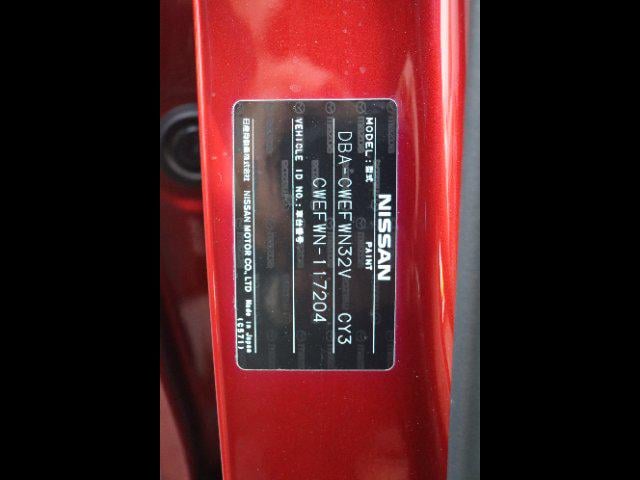 NISSAN
MODEL:型式 PAINT
DBA-CWEFWN32V CY3
VEHICLE ID NO.:車台番号
CWEFWN-117204
日産自動車株式会社 NISSAN MOTOR CO., LTD Made in Japan
(C571)